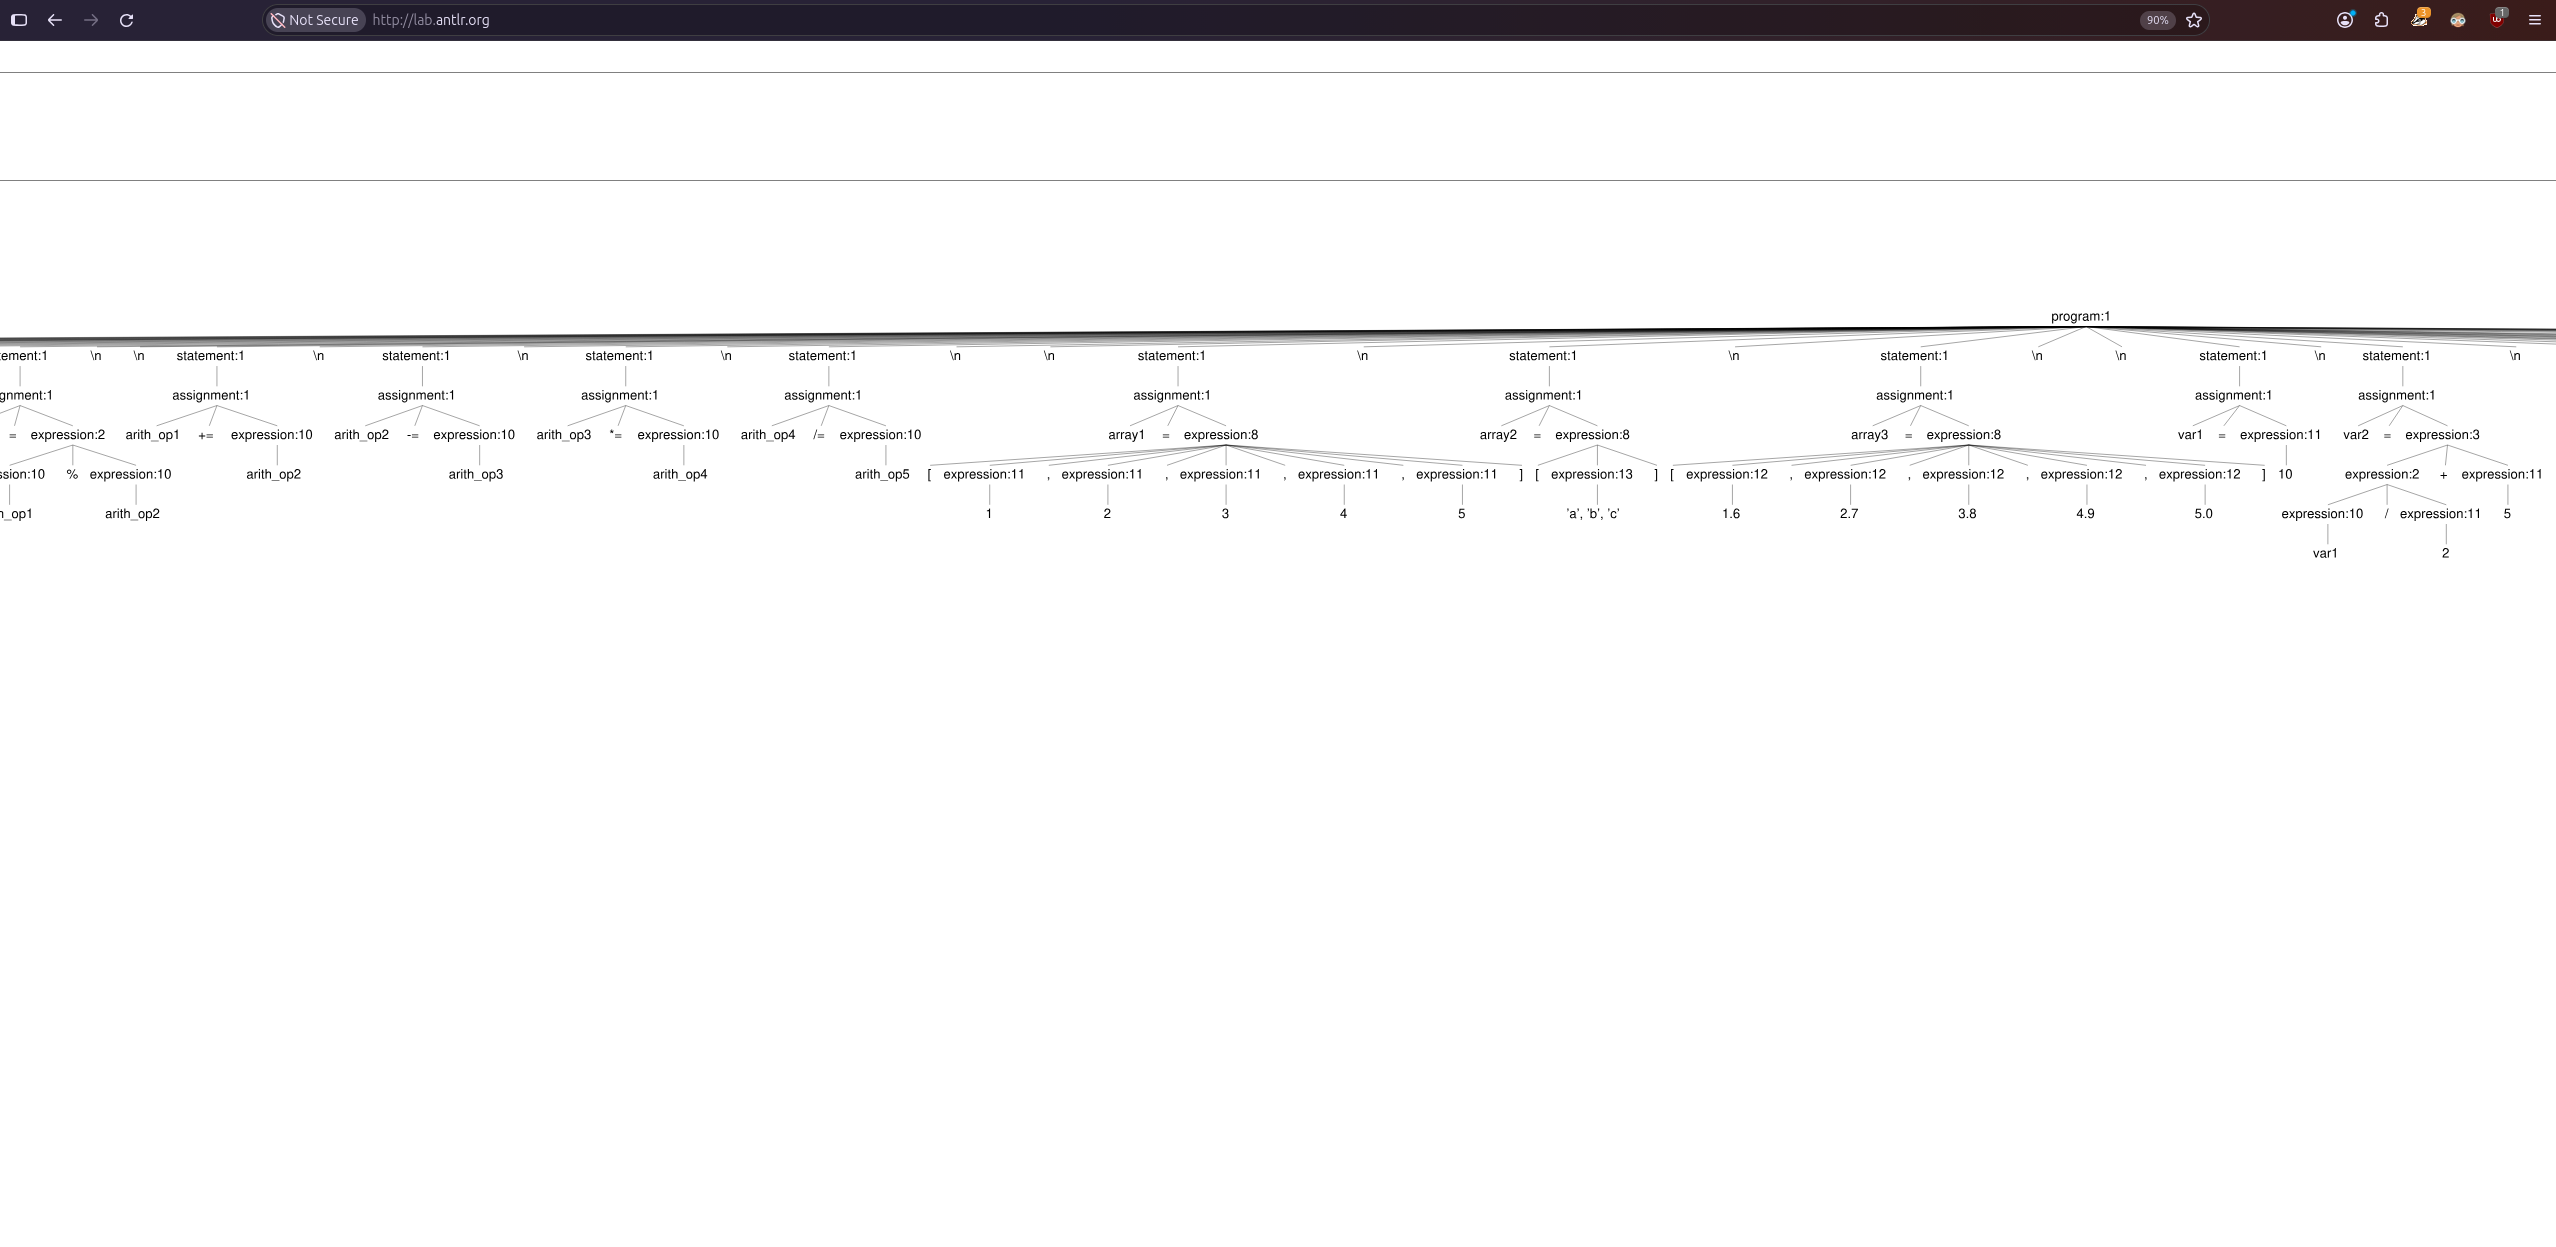 Not Secure http://lab.antlr.org 90% 3 1
program:1
tement:1 \n \n statement:1 \n statement:1 \n statement:1 \n statement:1 \n \n statement:1 \n statement:1 \n statement:1 \n \n statement:1 \n statement:1 \n
gnment:1 assignment:1 assignment:1 assignment:1 assignment:1 assignment:1 assignment:1 assignment:1 assignment:1 assignment:1
= expression:2 arith_op1 += expression:10 arith_op2 -= expression:10 arith_op3 *= expression:10 arith_op4 /= expression:10 array1 = expression:8 array2 = expression:8 array3 = expression:8 var1 = expression:11 var2 = expression:3
ssion:10 % expression:10 arith_op2 arith_op3 arith_op4 arith_op5 [ expression:11 , expression:11 , expression:11 , expression:11 , expression:11 ] [ expression:13 ] [ expression:12 , expression:12 , expression:12 , expression:12 , expression:12 ] 10 expression:2 + expression:11
h_op1 arith_op2 1 2 3 4 5 'a', 'b', 'c' 1.6 2.7 3.8 4.9 5.0 expression:10 / expression:11 5
var1 2